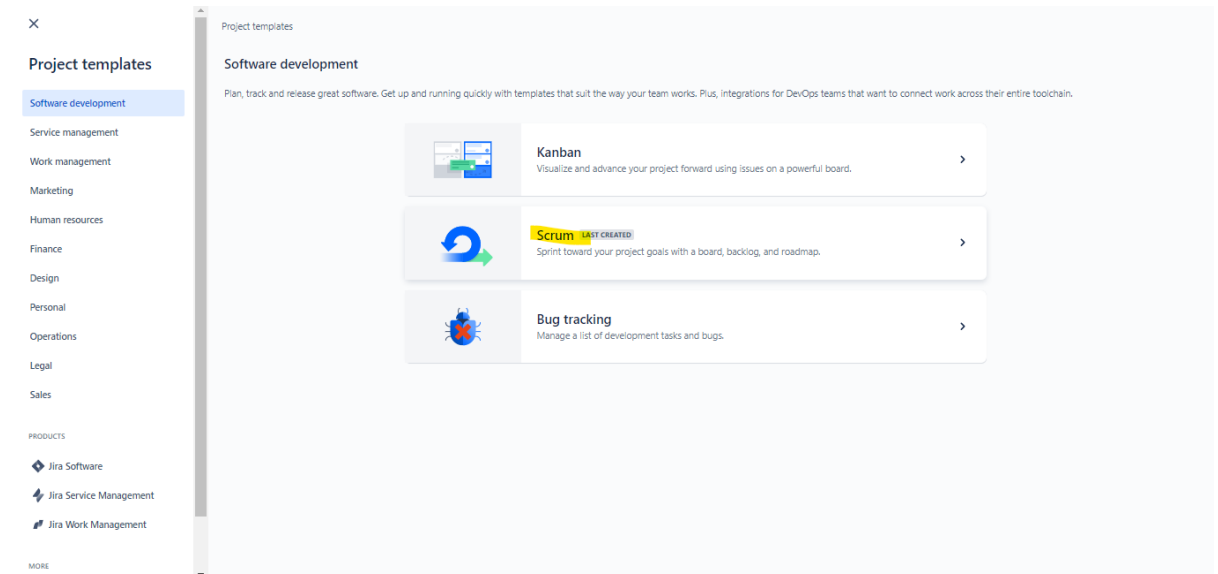 Project templates
Software development
Service management
Work management
Marketing
Human resources
Finance
Design
Personal
Operations
Legal
Sales
PRODUCTS
Jira Software
Jira Service Management
Jira Work Management
MORE
Project templates
Software development
Plan, track and release great software. Get up and running quickly with templates that suit the way your team works. Plus, integrations for DevOps teams that want to connect work across their entire toolchain.
Kanban
Visualize and advance your project forward using issues on a powerful board.
Scrum LAST CREATED
Sprint toward your project goals with a board, backlog, and roadmap.
Bug tracking
Manage a list of development tasks and bugs.